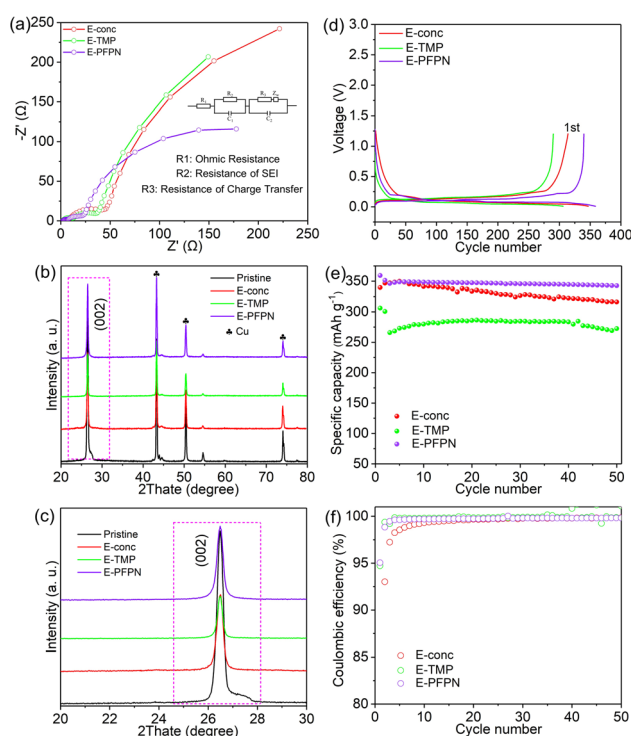 (a)
E-conc
E-TMP
E-PFPN
250
200
150
100
50
0
-Z' (Ω)
R1: Ohmic Resistance
R2: Resistance of SEI
R3: Resistance of Charge Transfer
0 50 100 150 200 250
Z' (Ω)
(d)
E-conc
E-TMP
E-PFPN
3.0
2.5
2.0
1.5
1.0
0.5
0.0
Voltage (V)
1st
0 50 100 150 200 250 300 350 400
Cycle number
(b)
(002)
Pristine
E-conc
E-TMP
E-PFPN
♣ Cu
Intensity (a. u.)
20 30 40 50 60 70 80
2Thate (degree)
(e)
350
300
250
200
150
100
50
Specific capacity (mAh g⁻¹)
E-conc
E-TMP
E-PFPN
0 10 20 30 40 50
Cycle number
(c)
Pristine
E-conc
E-TMP
E-PFPN
(002)
Intensity (a. u.)
20 22 24 26 28 30
2Thate (degree)
(f)
100
95
90
85
80
Coulombic efficiency (%)
E-conc
E-TMP
E-PFPN
0 10 20 30 40 50
Cycle number